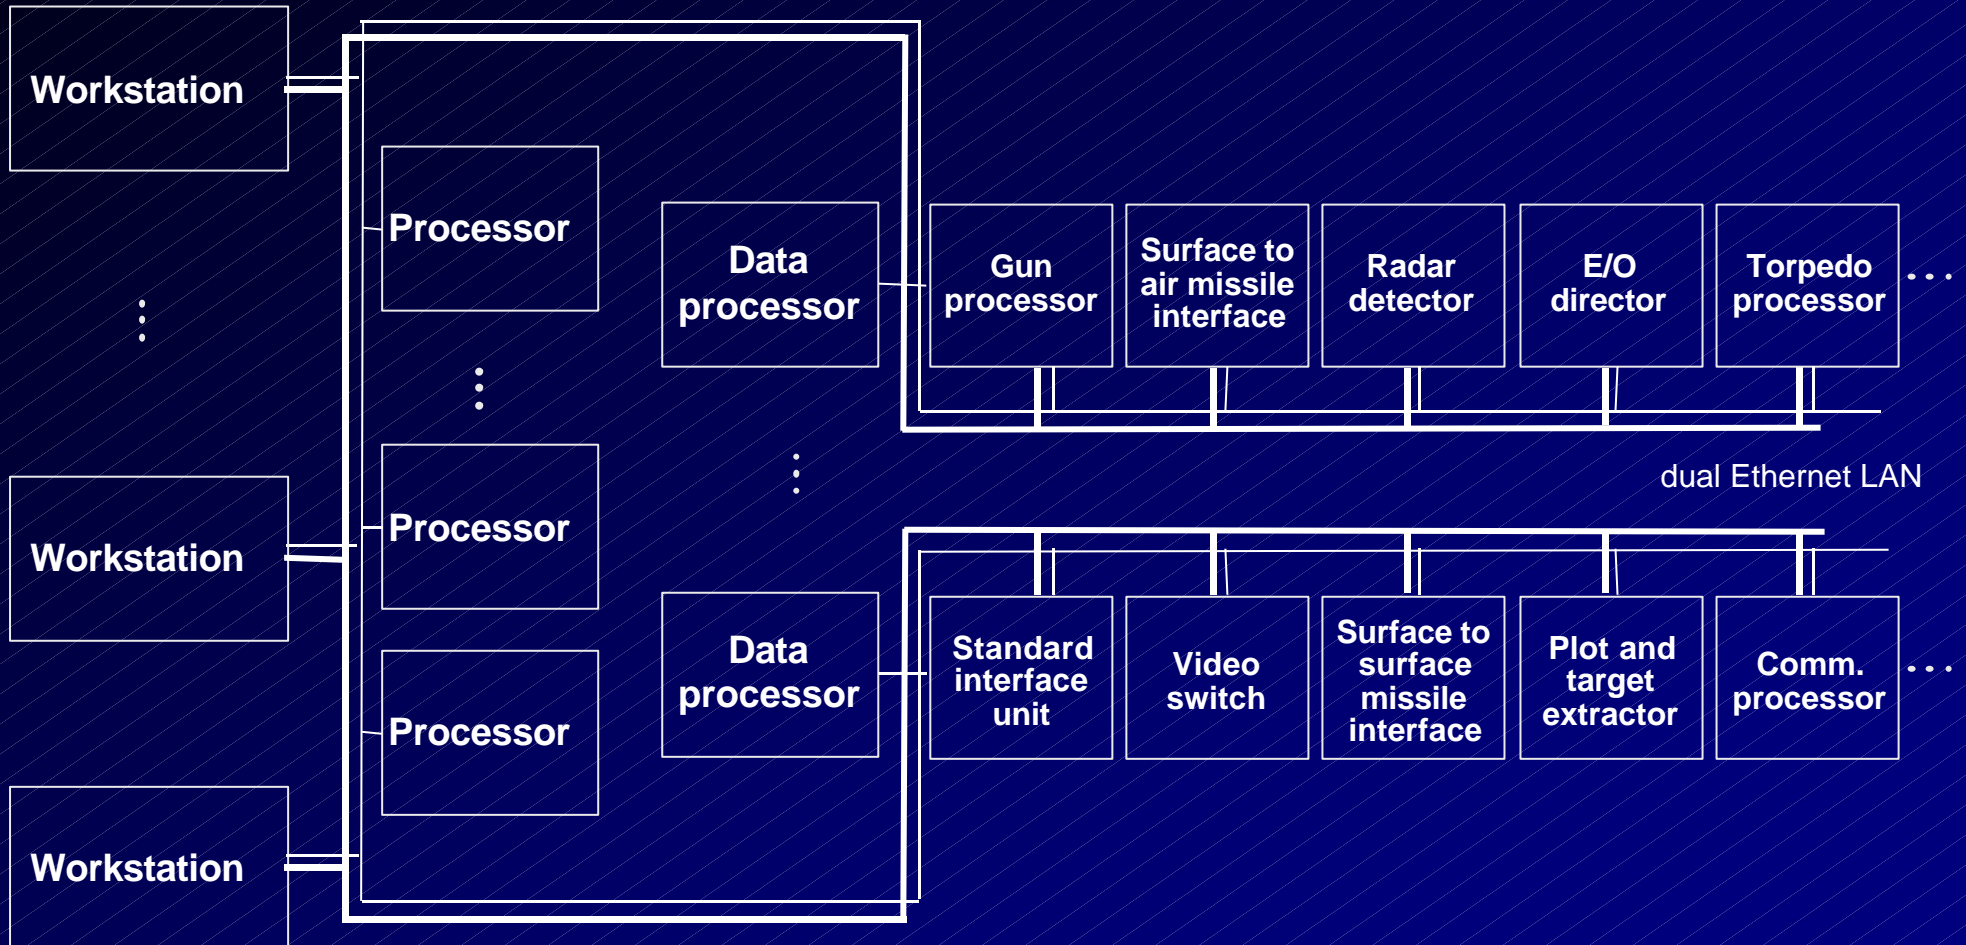 Workstation
Workstation
Workstation
Processor
Processor
Processor
Data
processor
Data
processor
Gun
processor
Surface to
air missile
interface
Radar
detector
E/O
director
Torpedo
processor
...
dual Ethernet LAN
Standard
interface
unit
Video
switch
Surface to
surface
missile
interface
Plot and
target
extractor
Comm.
processor
...